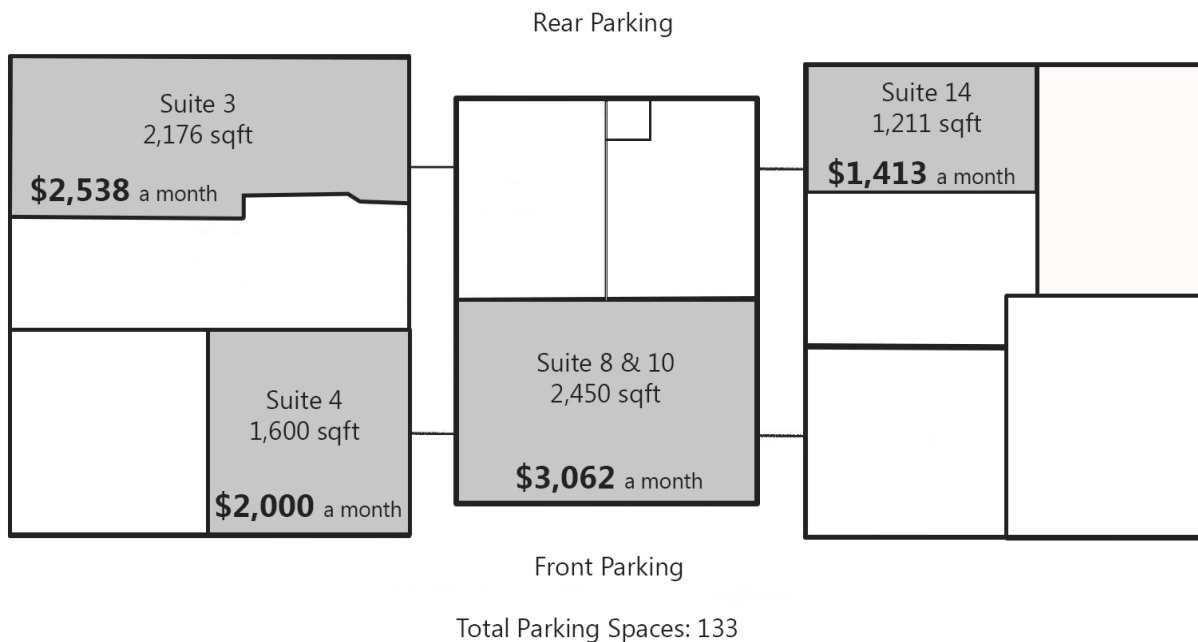 Rear Parking
Suite 3
2,176 sqft
$2,538 a month
Suite 14
1,211 sqft
$1,413 a month
Suite 4
1,600 sqft
$2,000 a month
Suite 8 & 10
2,450 sqft
$3,062 a month
Front Parking
Total Parking Spaces: 133